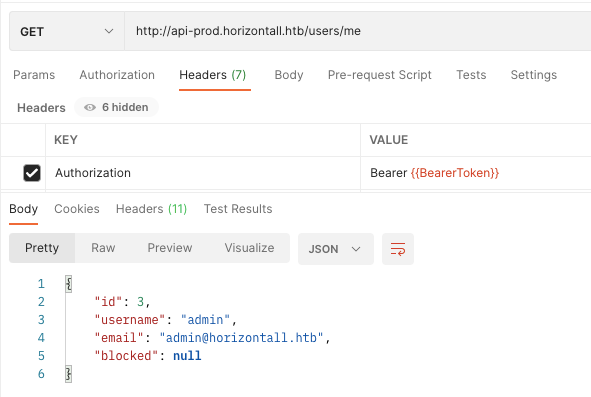 GET http://api-prod.horizontall.htb/users/me
Params Authorization Headers (7) Body Pre-request Script Tests Settings
Headers 6 hidden
KEY VALUE
Authorization Bearer {{BearerToken}}
Body Cookies Headers (11) Test Results
Pretty Raw Preview Visualize JSON
1 {
2 "id": 3,
3 "username": "admin",
4 "email": "admin@horizontall.htb",
5 "blocked": null
6 }